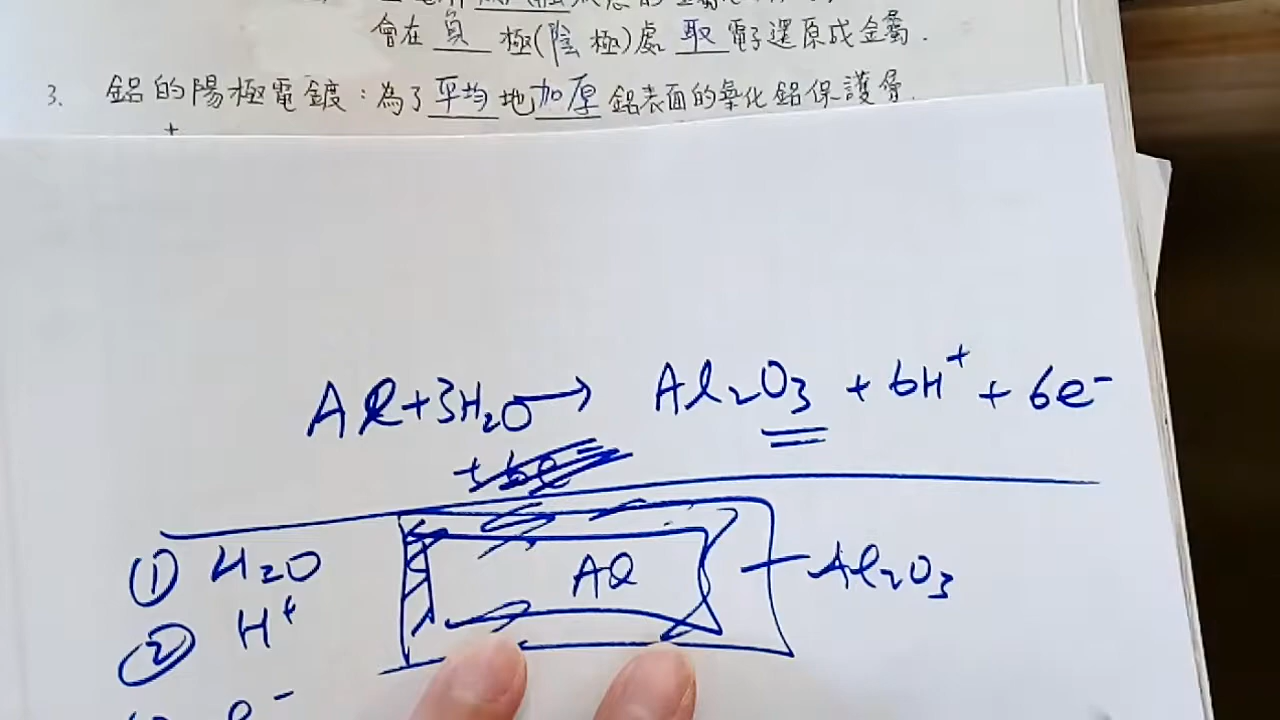 會在 負 極(陰極)處 取 電子還原成金屬.
3. 鋁的陽極電鍍:為了平均地加厚鋁表面的氧化鋁保護層.
+
Al+3H₂O → Al₂O₃ + 6H⁺ + 6e⁻
① H₂O
② H⁺
e⁻
Al
Al₂O₃